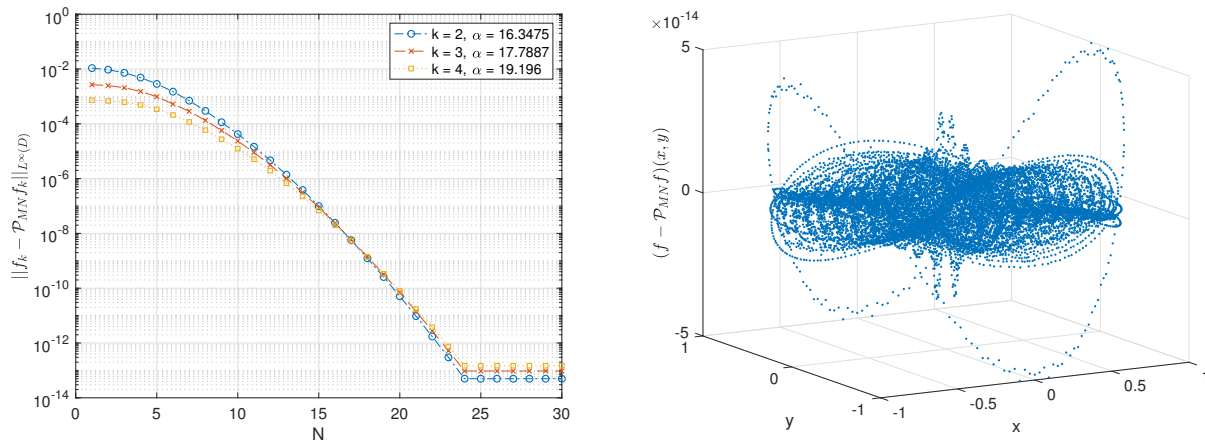 10^0
10^-2
10^-4
10^-6
10^-8
10^-10
10^-12
10^-14
||f_k − P_{MN} f_k||_{L^∞(D)}
0 5 10 15 20 25 30
N
k = 2, α = 16.3475
k = 3, α = 17.7887
k = 4, α = 19.196
×10^-14
5
0
-5
(f − P_{MN} f)(x, y)
1
0
-1
y
-1 -0.5 0 0.5 1
x